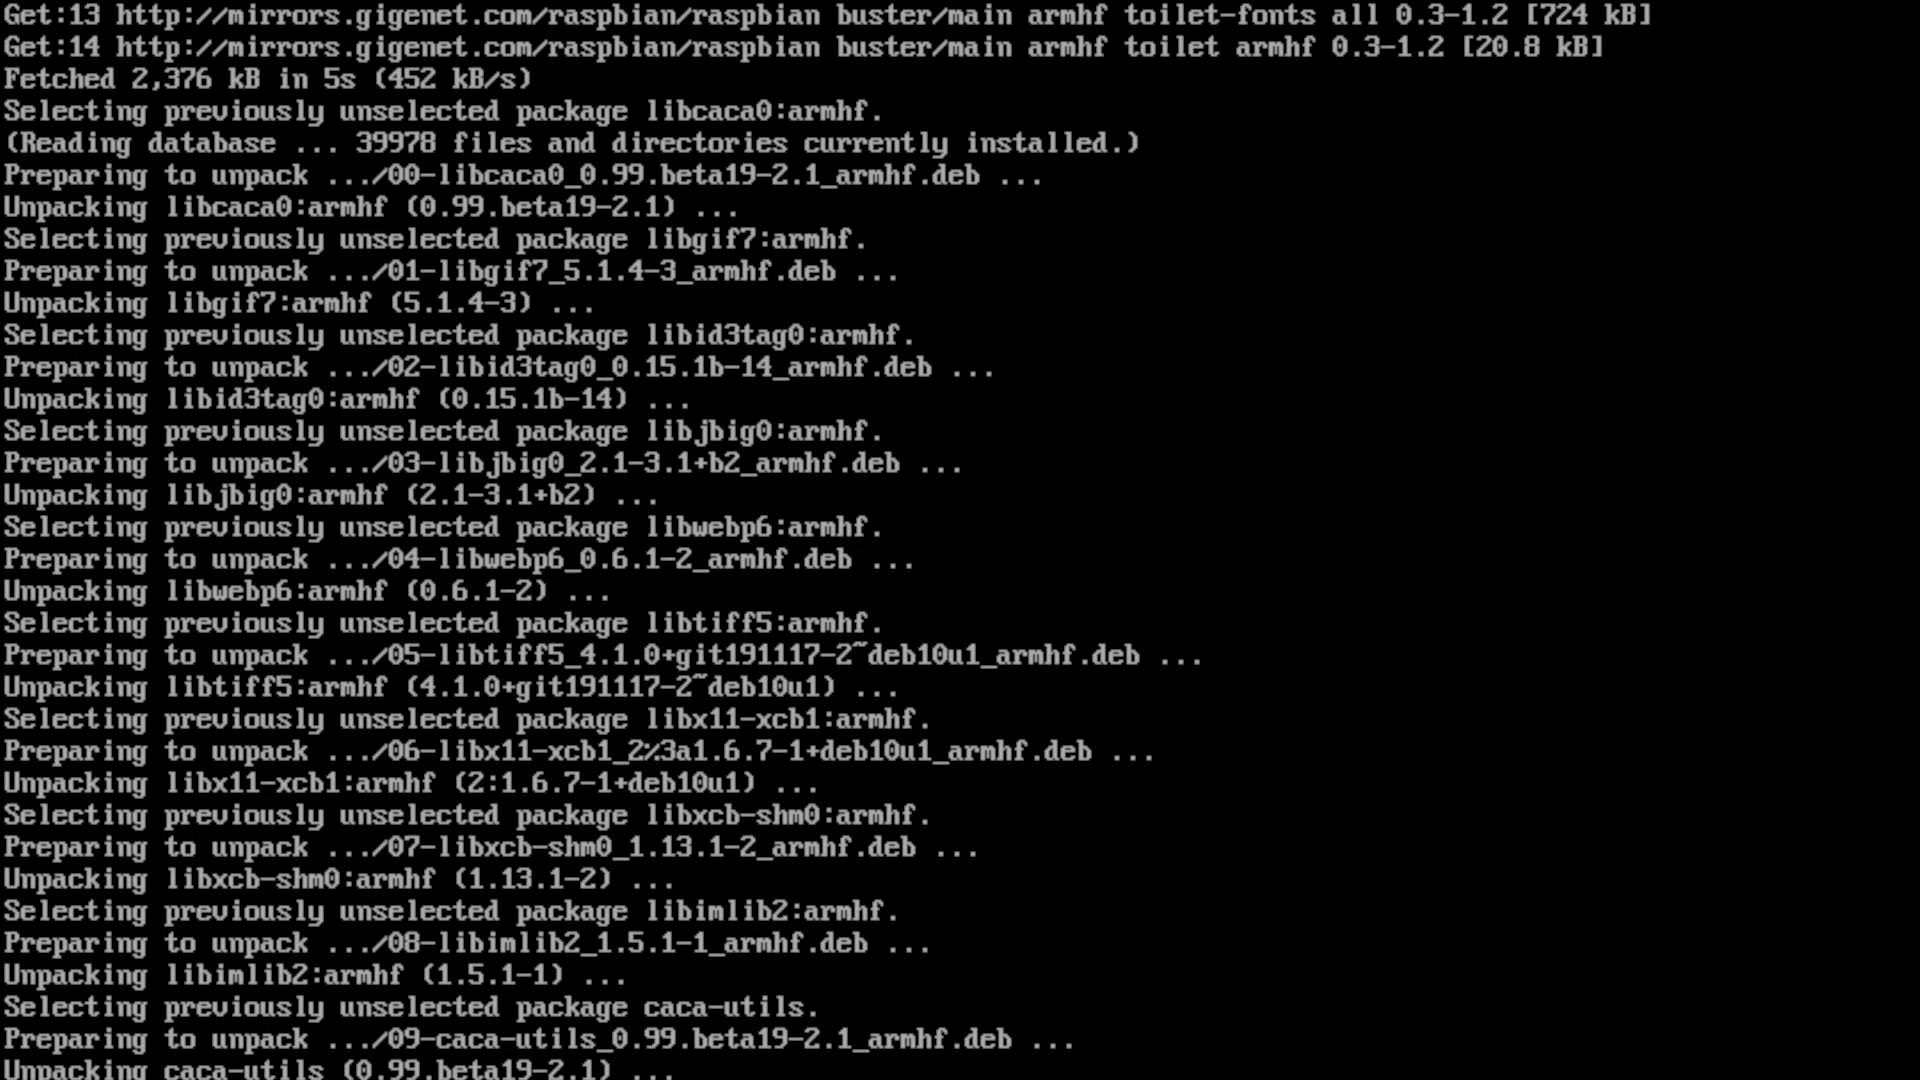 Get:13 http://mirrors.gigenet.com/raspbian/raspbian buster/main armhf toilet-fonts all 0.3-1.2 [724 kB]
Get:14 http://mirrors.gigenet.com/raspbian/raspbian buster/main armhf toilet armhf 0.3-1.2 [20.8 kB]
Fetched 2,376 kB in 5s (452 kB/s)
Selecting previously unselected package libcaca0:armhf.
(Reading database ... 39978 files and directories currently installed.)
Preparing to unpack .../00-libcaca0_0.99.beta19-2.1_armhf.deb ...
Unpacking libcaca0:armhf (0.99.beta19-2.1) ...
Selecting previously unselected package libgif7:armhf.
Preparing to unpack .../01-libgif7_5.1.4-3_armhf.deb ...
Unpacking libgif7:armhf (5.1.4-3) ...
Selecting previously unselected package libid3tag0:armhf.
Preparing to unpack .../02-libid3tag0_0.15.1b-14_armhf.deb ...
Unpacking libid3tag0:armhf (0.15.1b-14) ...
Selecting previously unselected package libjbig0:armhf.
Preparing to unpack .../03-libjbig0_2.1-3.1+b2_armhf.deb ...
Unpacking libjbig0:armhf (2.1-3.1+b2) ...
Selecting previously unselected package libwebp6:armhf.
Preparing to unpack .../04-libwebp6_0.6.1-2_armhf.deb ...
Unpacking libwebp6:armhf (0.6.1-2) ...
Selecting previously unselected package libtiff5:armhf.
Preparing to unpack .../05-libtiff5_4.1.0+git191117-2~deb10u1_armhf.deb ...
Unpacking libtiff5:armhf (4.1.0+git191117-2~deb10u1) ...
Selecting previously unselected package libx11-xcb1:armhf.
Preparing to unpack .../06-libx11-xcb1_2%3a1.6.7-1+deb10u1_armhf.deb ...
Unpacking libx11-xcb1:armhf (2:1.6.7-1+deb10u1) ...
Selecting previously unselected package libxcb-shm0:armhf.
Preparing to unpack .../07-libxcb-shm0_1.13.1-2_armhf.deb ...
Unpacking libxcb-shm0:armhf (1.13.1-2) ...
Selecting previously unselected package libimlib2:armhf.
Preparing to unpack .../08-libimlib2_1.5.1-1_armhf.deb ...
Unpacking libimlib2:armhf (1.5.1-1) ...
Selecting previously unselected package caca-utils.
Preparing to unpack .../09-caca-utils_0.99.beta19-2.1_armhf.deb ...
Unpacking caca-utils (0.99.beta19-2.1) ...